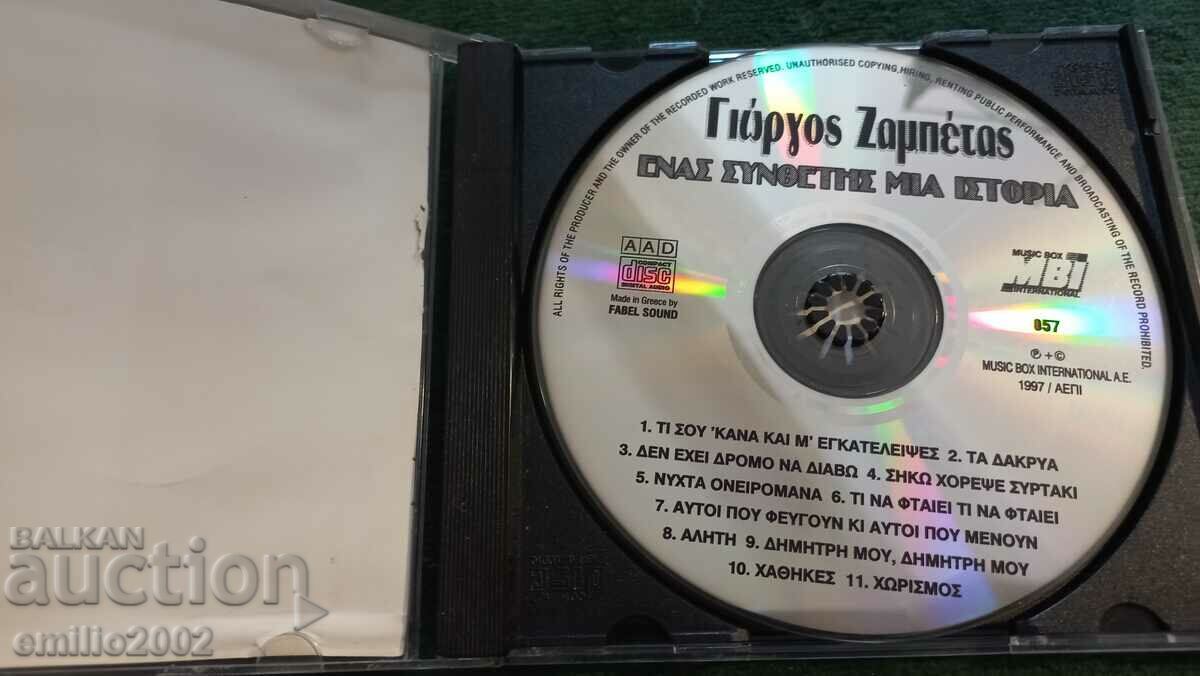 ALL RIGHTS OF THE PRODUCER AND THE OWNER OF THE RECORDED WORK RESERVED. UNAUTHORISED COPYING, HIRING, RENTING PUBLIC PERFORMANCE AND BROADCASTING OF THE RECORD PROHIBITED.
Γιώργος Ζαμπέτας
ΕΝΑΣ ΣΥΝΘΕΤΗΣ ΜΙΑ ΙΣΤΟΡΙΑ
AAD
COMPACT
disc
DIGITAL AUDIO
Made in Greece by
FABEL SOUND
MUSIC BOX
MBI
INTERNATIONAL
057
℗ + ©
MUSIC BOX INTERNATIONAL A.E.
1997 / ΑΕΠΙ
1. ΤΙ ΣΟΥ 'ΚΑΝΑ ΚΑΙ Μ' ΕΓΚΑΤΕΛΕΙΨΕΣ 2. ΤΑ ΔΑΚΡΥΑ
3. ΔΕΝ ΕΧΕΙ ΔΡΟΜΟ ΝΑ ΔΙΑΒΩ 4. ΣΗΚΩ ΧΟΡΕΨΕ ΣΥΡΤΑΚΙ
5. ΝΥΧΤΑ ΟΝΕΙΡΟΜΑΝΑ 6. ΤΙ ΝΑ ΦΤΑΙΕΙ ΤΙ ΝΑ ΦΤΑΙΕΙ
7. ΑΥΤΟΙ ΠΟΥ ΦΕΥΓΟΥΝ ΚΙ ΑΥΤΟΙ ΠΟΥ ΜΕΝΟΥΝ
8. ΑΛΗΤΗ 9. ΔΗΜΗΤΡΗ ΜΟΥ, ΔΗΜΗΤΡΗ ΜΟΥ
10. ΧΑΘΗΚΕΣ 11. ΧΩΡΙΣΜΟΣ
BALKAN
auction
emilio2002